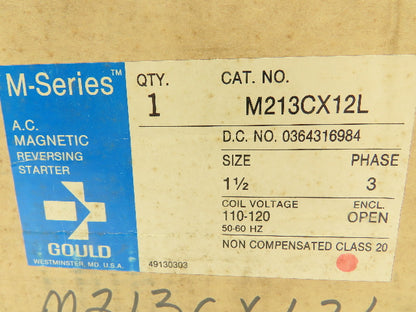 M-Series™
A.C.
MAGNETIC
REVERSING
STARTER
GOULD
WESTMINSTER, MD. U.S.A.
QTY.
1
CAT. NO.
M213CX12L
D.C. NO. 0364316984
SIZE PHASE
1½ 3
COIL VOLTAGE ENCL.
110-120 OPEN
50-60 HZ
NON COMPENSATED CLASS 20
49130303
M213CX12L